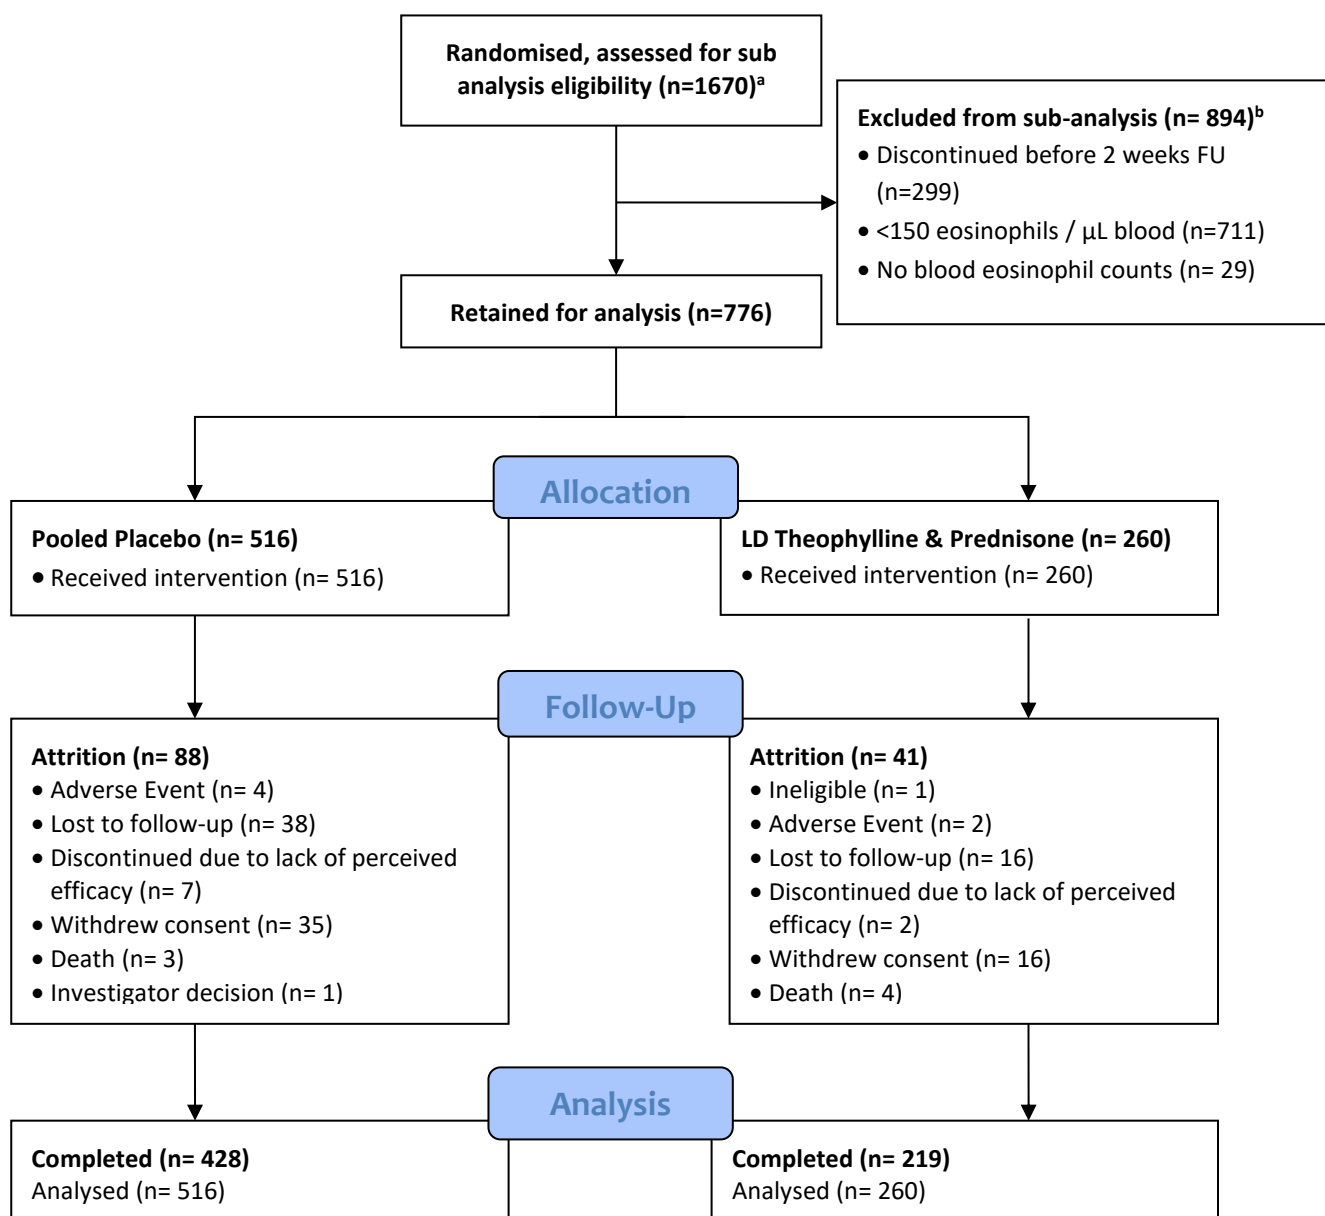 Randomised, assessed for sub
analysis eligibility (n=1670)ᵃ
Excluded from sub-analysis (n= 894)ᵇ
• Discontinued before 2 weeks FU
(n=299)
• <150 eosinophils / µL blood (n=711)
• No blood eosinophil counts (n= 29)
Retained for analysis (n=776)
Allocation
Pooled Placebo (n= 516)
• Received intervention (n= 516)
LD Theophylline & Prednisone (n= 260)
• Received intervention (n= 260)
Follow-Up
Attrition (n= 88)
• Adverse Event (n= 4)
• Lost to follow-up (n= 38)
• Discontinued due to lack of perceived
efficacy (n= 7)
• Withdrew consent (n= 35)
• Death (n= 3)
• Investigator decision (n= 1)
Attrition (n= 41)
• Ineligible (n= 1)
• Adverse Event (n= 2)
• Lost to follow-up (n= 16)
• Discontinued due to lack of perceived
efficacy (n= 2)
• Withdrew consent (n= 16)
• Death (n= 4)
Analysis
Completed (n= 428)
Analysed (n= 516)
Completed (n= 219)
Analysed (n= 260)